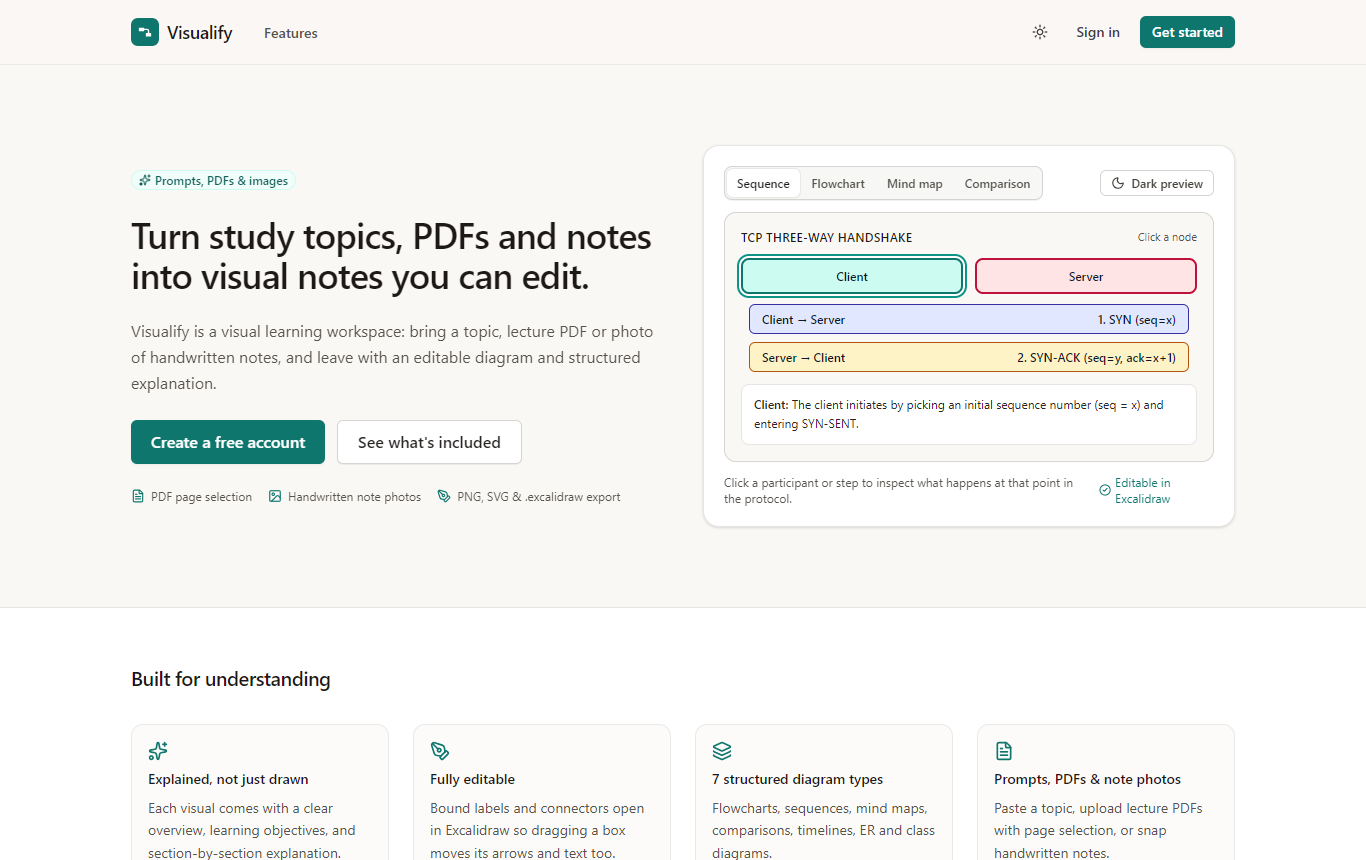 Visualify
Features
Sign in
Get started
Prompts, PDFs & images
Turn study topics, PDFs and notes
into visual notes you can edit.
Visualify is a visual learning workspace: bring a topic, lecture PDF or photo
of handwritten notes, and leave with an editable diagram and structured
explanation.
Create a free account
See what's included
PDF page selection
Handwritten note photos
PNG, SVG & .excalidraw export
Sequence
Flowchart
Mind map
Comparison
Dark preview
TCP THREE-WAY HANDSHAKE
Click a node
Client
Server
Client → Server
1. SYN (seq=x)
Server → Client
2. SYN-ACK (seq=y, ack=x+1)
Client: The client initiates by picking an initial sequence number (seq = x) and
entering SYN-SENT.
Click a participant or step to inspect what happens at that point in
the protocol.
Editable in
Excalidraw
Built for understanding
Explained, not just drawn
Each visual comes with a clear
overview, learning objectives, and
section-by-section explanation.
Fully editable
Bound labels and connectors open
in Excalidraw so dragging a box
moves its arrows and text too.
7 structured diagram types
Flowcharts, sequences, mind maps,
comparisons, timelines, ER and class
diagrams.
Prompts, PDFs & note photos
Paste a topic, upload lecture PDFs
with page selection, or snap
handwritten notes.